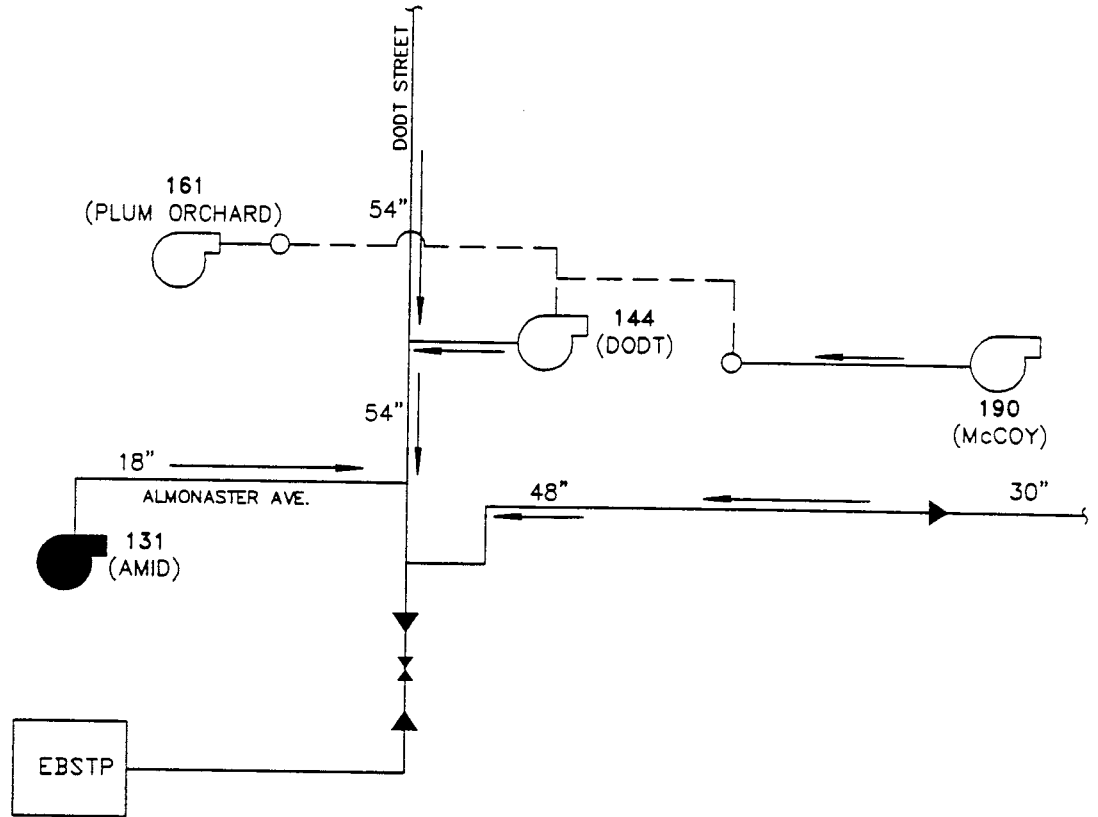 DODT STREET
161
(PLUM ORCHARD)
54"
144
(DODT)
190
(McCOY)
54"
18"
ALMONASTER AVE.
48"
30"
131
(AMID)
EBSTP